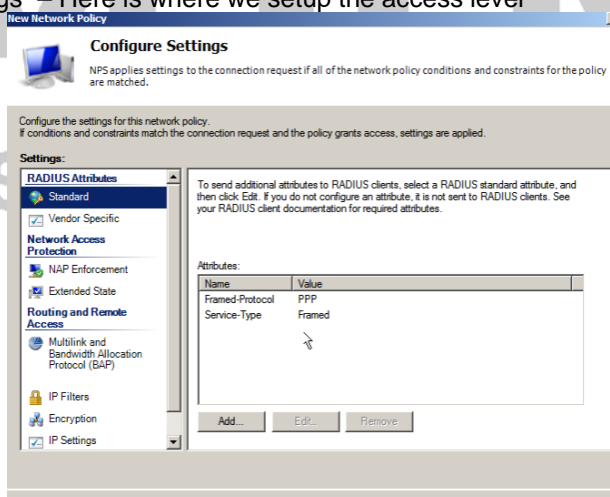 gs – Here is where we setup the access level
New Network Policy
Configure Settings
NPS applies settings to the connection request if all of the network policy conditions and constraints for the policy
are matched.
Configure the settings for this network policy.
If conditions and constraints match the connection request and the policy grants access, settings are applied.
Settings:
RADIUS Attributes
Standard
Vendor Specific
Network Access
Protection
NAP Enforcement
Extended State
Routing and Remote
Access
Multilink and
Bandwidth Allocation
Protocol (BAP)
IP Filters
Encryption
IP Settings
To send additional attributes to RADIUS clients, select a RADIUS standard attribute, and
then click Edit. If you do not configure an attribute, it is not sent to RADIUS clients. See
your RADIUS client documentation for required attributes.
Attributes:
Name Value
Framed-Protocol PPP
Service-Type Framed
Add... Edit... Remove